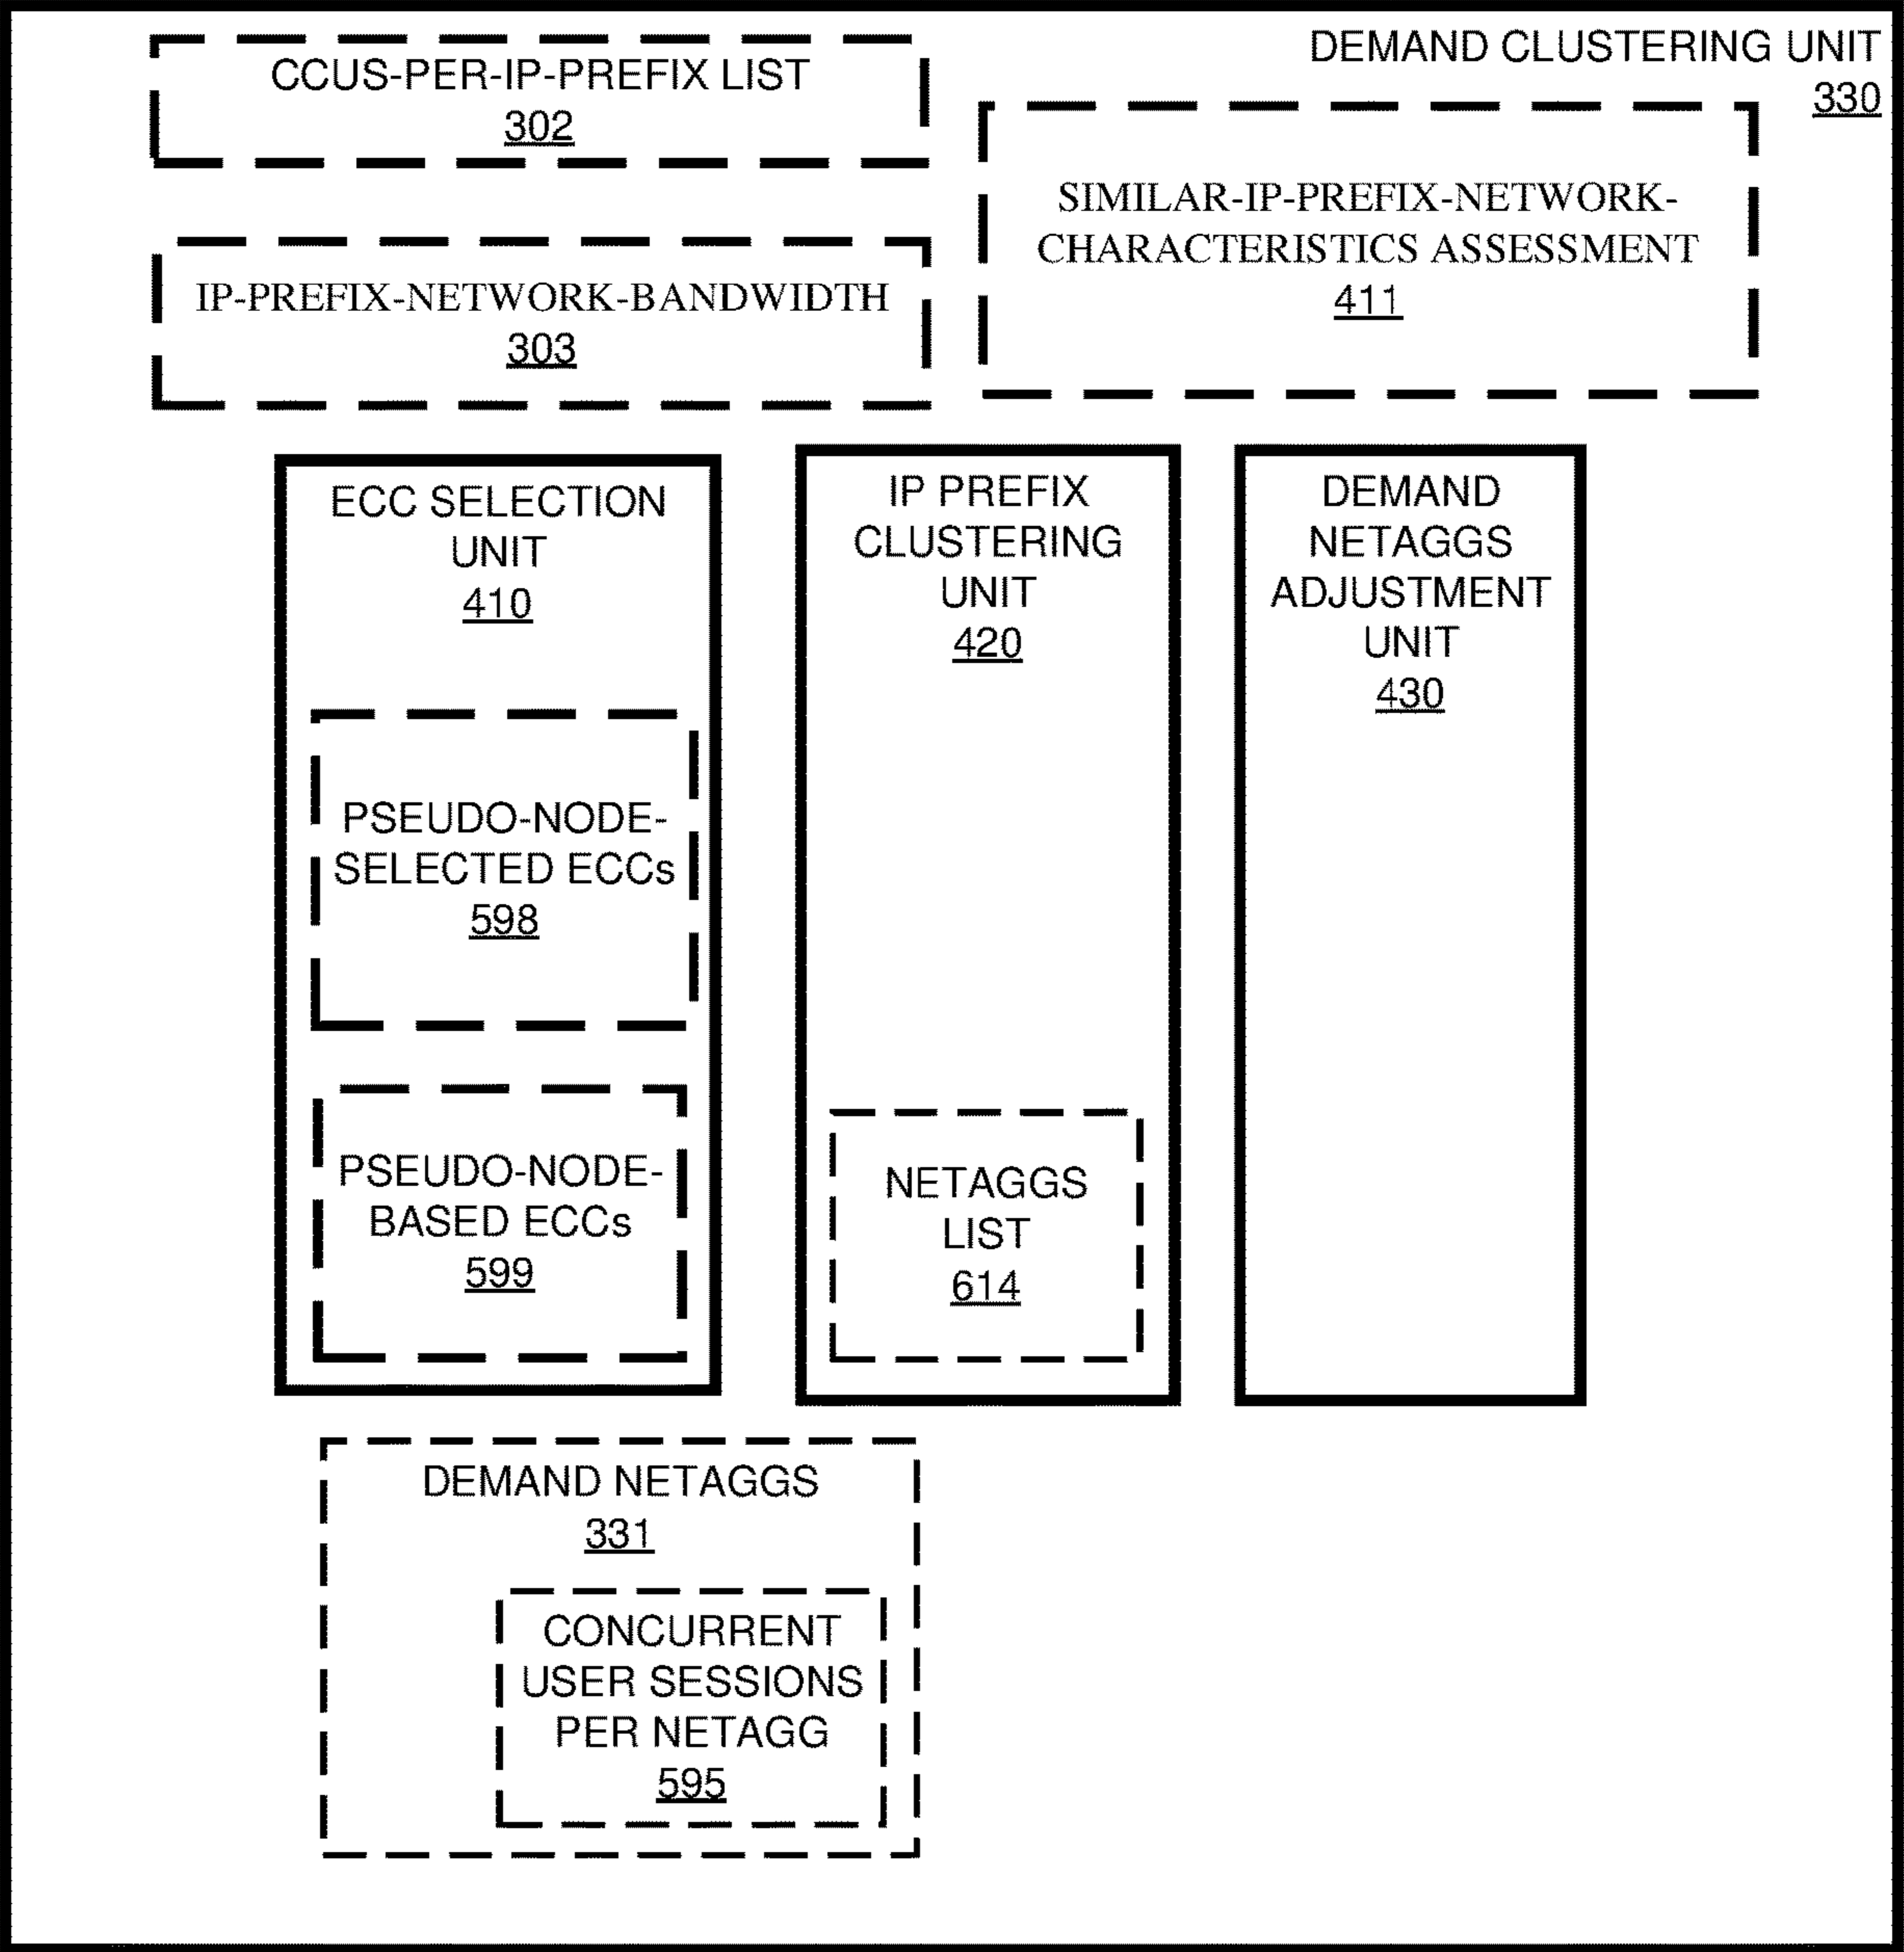 DEMAND CLUSTERING UNIT
330
CCUS-PER-IP-PREFIX LIST
302
SIMILAR-IP-PREFIX-NETWORK-
CHARACTERISTICS ASSESSMENT
411
IP-PREFIX-NETWORK-BANDWIDTH
303
ECC SELECTION
UNIT
410
PSEUDO-NODE-
SELECTED ECCs
598
PSEUDO-NODE-
BASED ECCs
599
IP PREFIX
CLUSTERING
UNIT
420
NETAGGS
LIST
614
DEMAND
NETAGGS
ADJUSTMENT
UNIT
430
DEMAND NETAGGS
331
CONCURRENT
USER SESSIONS
PER NETAGG
595